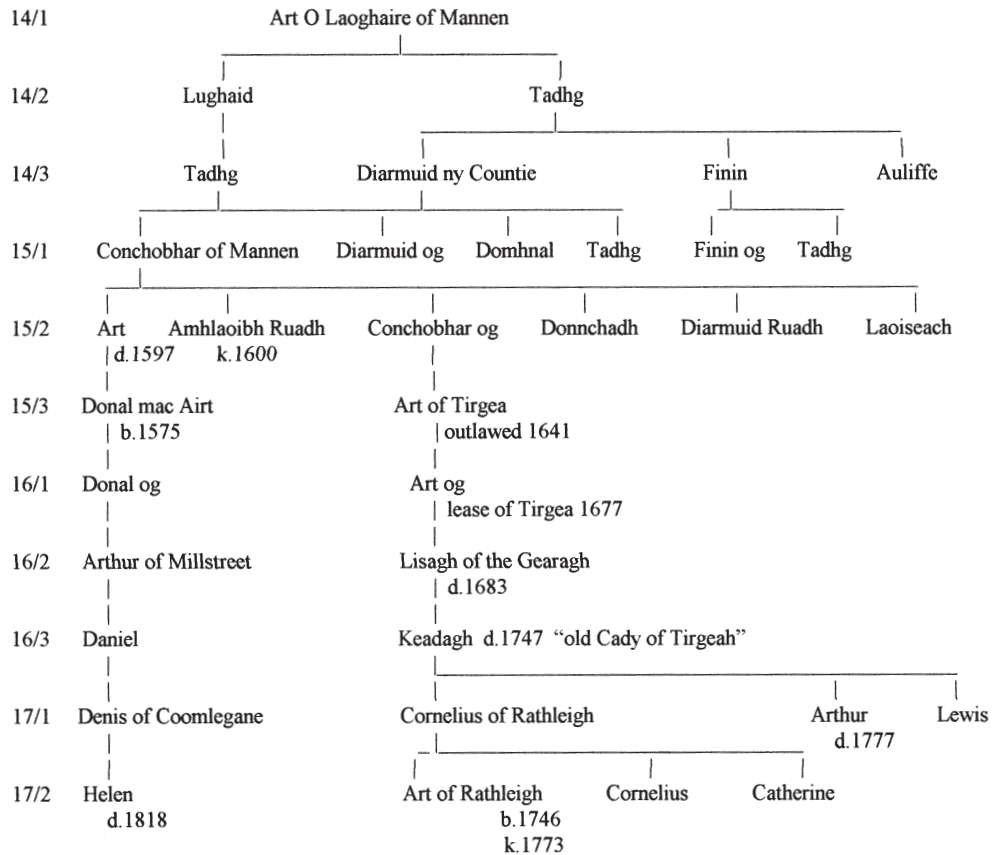 14/1 Art O Laoghaire of Mannen
14/2 Lughaid Tadhg
14/3 Tadhg Diarmuid ny Countie Finin Auliffe
15/1 Conchobhar of Mannen Diarmuid og Domhnal Tadhg Finin og Tadhg
15/2 Art Amhlaoibh Ruadh Conchobhar og Donnchadh Diarmuid Ruadh Laoiseach
d.1597 k.1600
15/3 Donal mac Airt Art of Tirgea
b.1575 outlawed 1641
16/1 Donal og Art og
lease of Tirgea 1677
16/2 Arthur of Millstreet Lisagh of the Gearagh
d.1683
16/3 Daniel Keadagh d.1747 “old Cady of Tirgeah”
17/1 Denis of Coomlegane Cornelius of Rathleigh Arthur Lewis
d.1777
17/2 Helen Art of Rathleigh Cornelius Catherine
d.1818 b.1746
k.1773